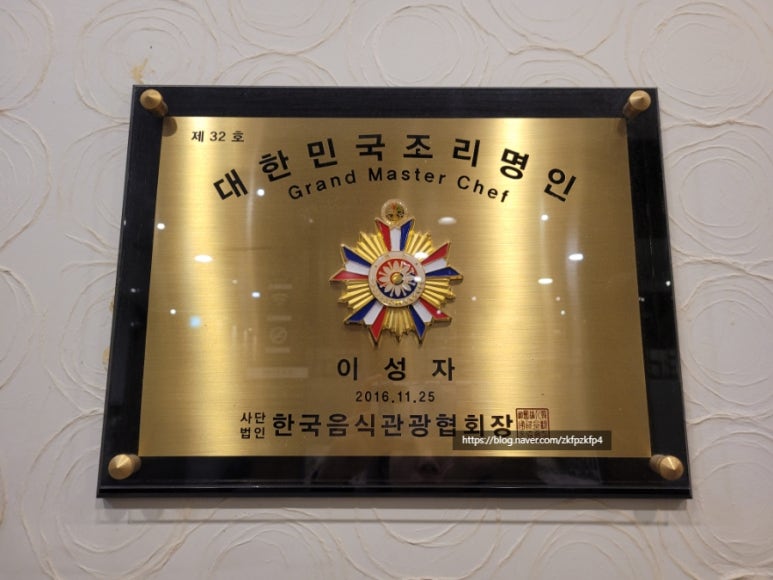 제 32 호
대한민국조리명인
Grand Master Chef
이성자
2016.11.25
사단
법인 한국음식관광협회장
https://blog.naver.com/zkfpzkfp4